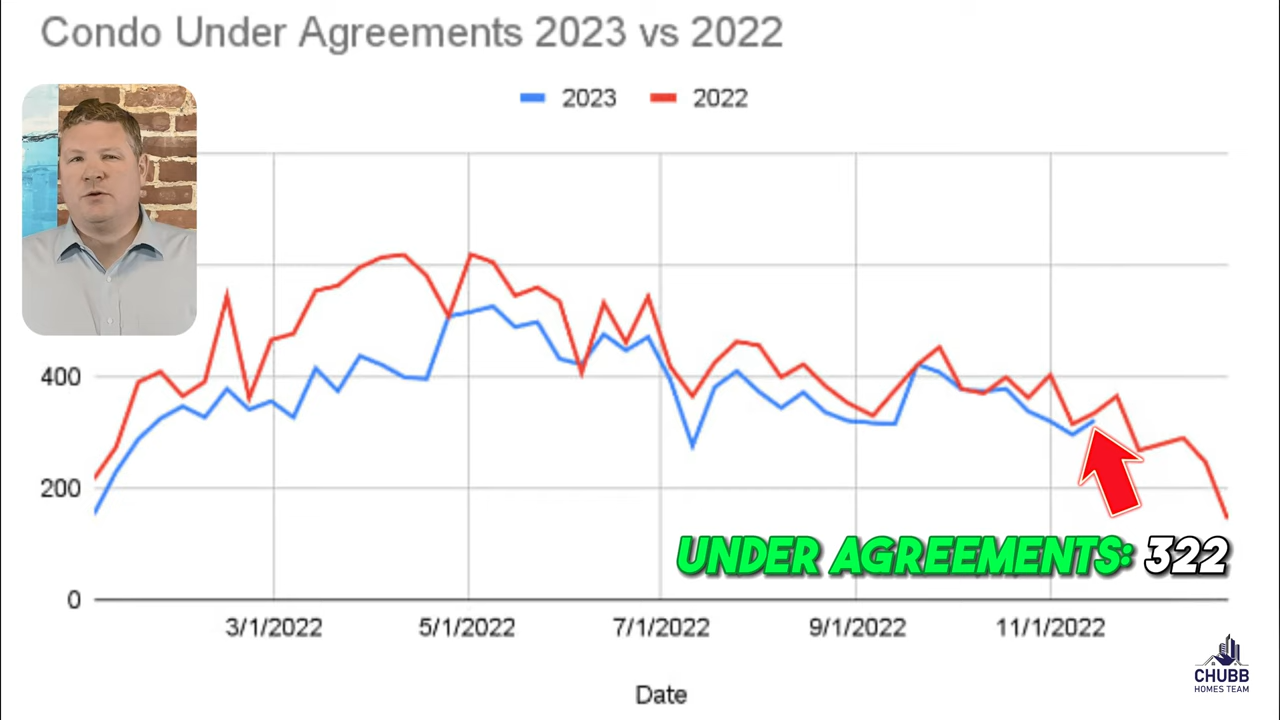 Condo Under Agreements 2023 vs 2022
2023 2022
400
200
UNDER AGREEMENTS: 322
0
3/1/2022 5/1/2022 7/1/2022 9/1/2022 11/1/2022
Date
CHUBB
HOMES TEAM